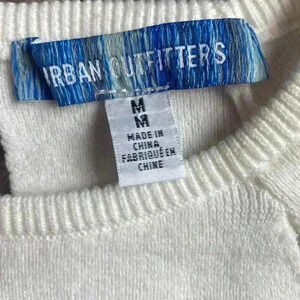 URBAN OUTFITTERS
M
M
MADE IN
CHINA
FABRIQUÉ EN
CHINE